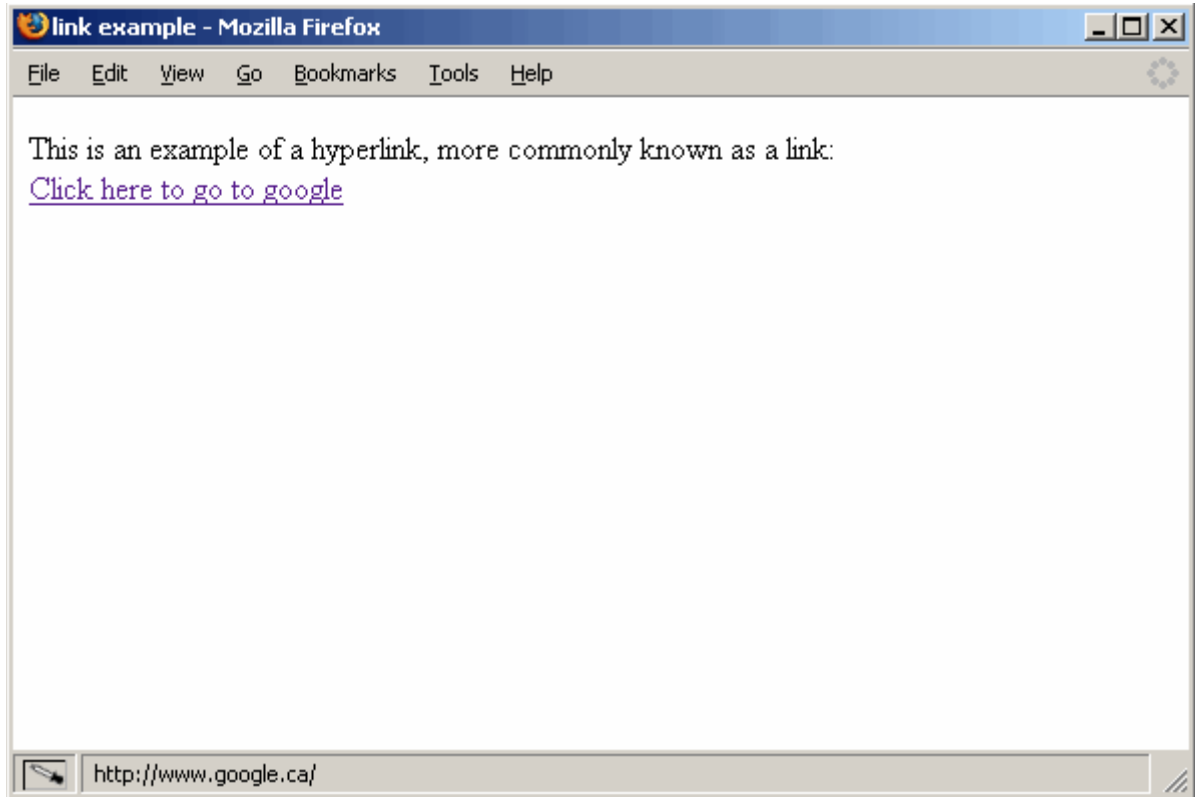 link example - Mozilla Firefox
File Edit View Go Bookmarks Tools Help
This is an example of a hyperlink, more commonly known as a link:
Click here to go to google
http://www.google.ca/